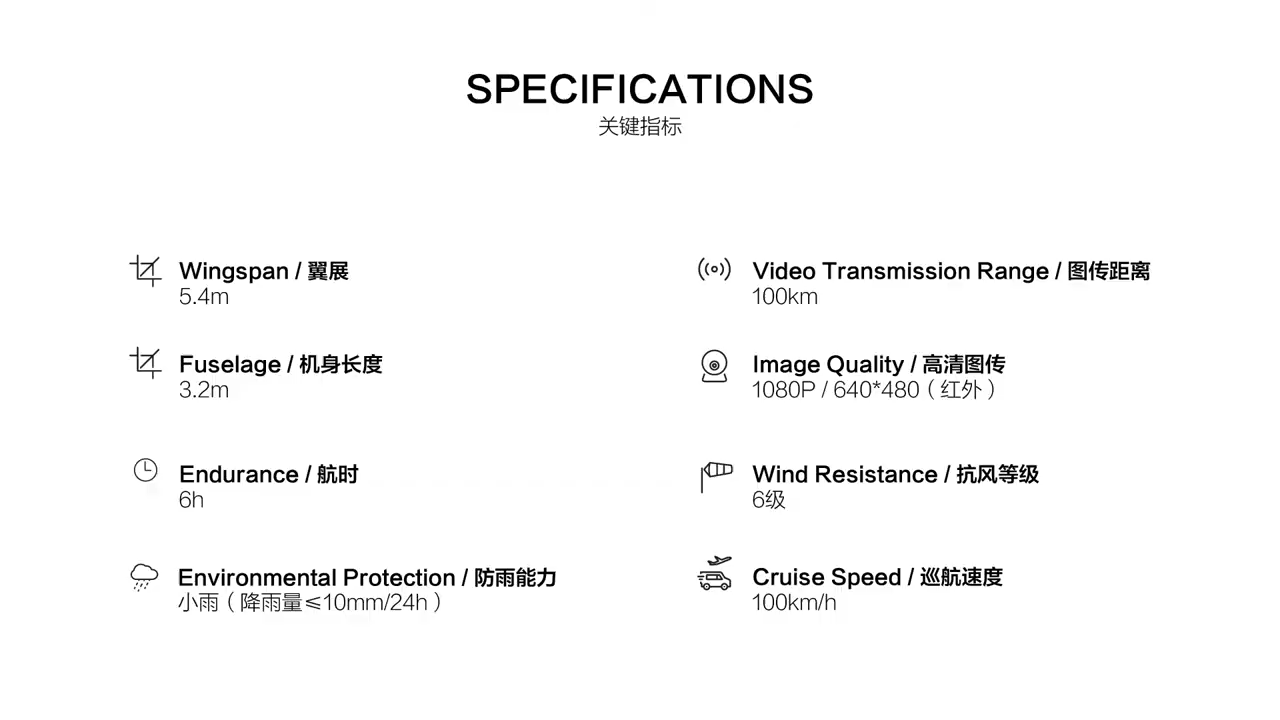 SPECIFICATIONS
关键指标
Wingspan / 翼展
5.4m
Fuselage / 机身长度
3.2m
Endurance / 航时
6h
Environmental Protection / 防雨能力
小雨（降雨量≤10mm/24h）
Video Transmission Range / 图传距离
100km
Image Quality / 高清图传
1080P / 640*480（红外）
Wind Resistance / 抗风等级
6级
Cruise Speed / 巡航速度
100km/h